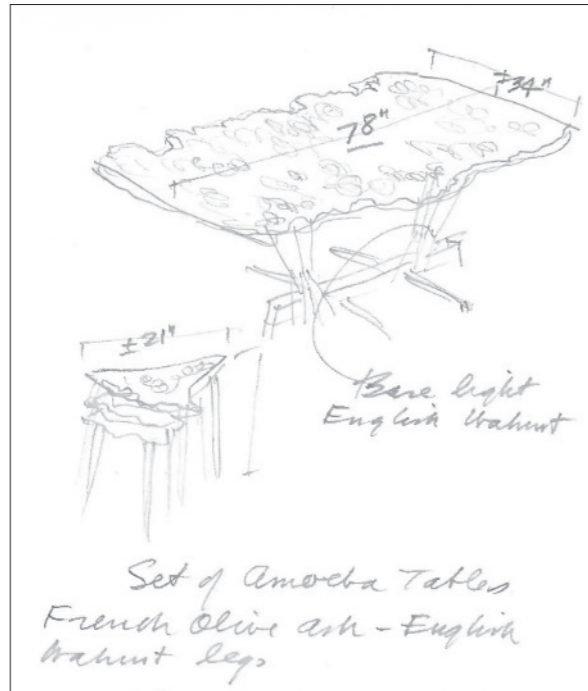 ±34"
78"
±21"
Base light
English Walnut
Set of Amoeba Tables
French Olive ash - English
Walnut legs